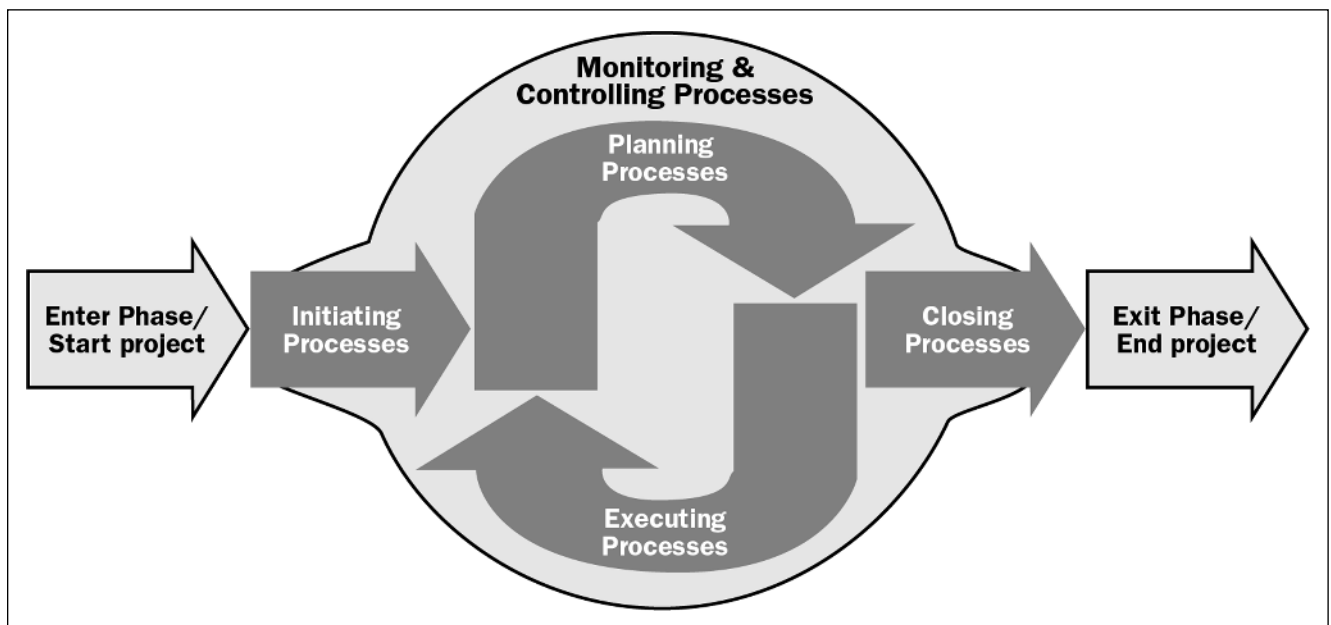 Monitoring &
Controlling Processes
Planning
Processes
Enter Phase/
Start project
Initiating
Processes
Closing
Processes
Exit Phase/
End project
Executing
Processes